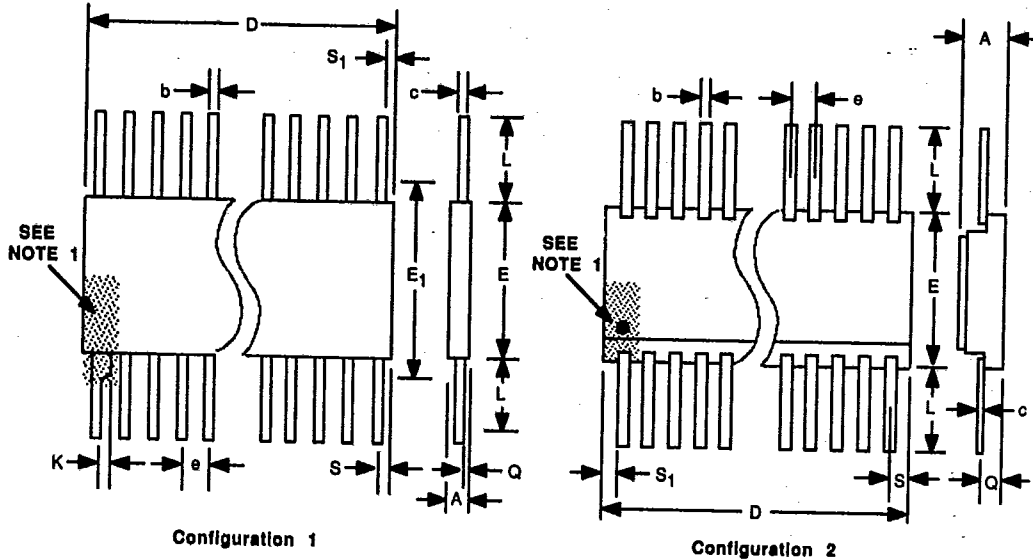 D
S1
b
c
L
SEE
NOTE 1
E1
E
L
K
e
S
Q
A
Configuration 1
A
b
e
L
SEE
NOTE 1
E
L
c
S1
S
Q
D
Configuration 2